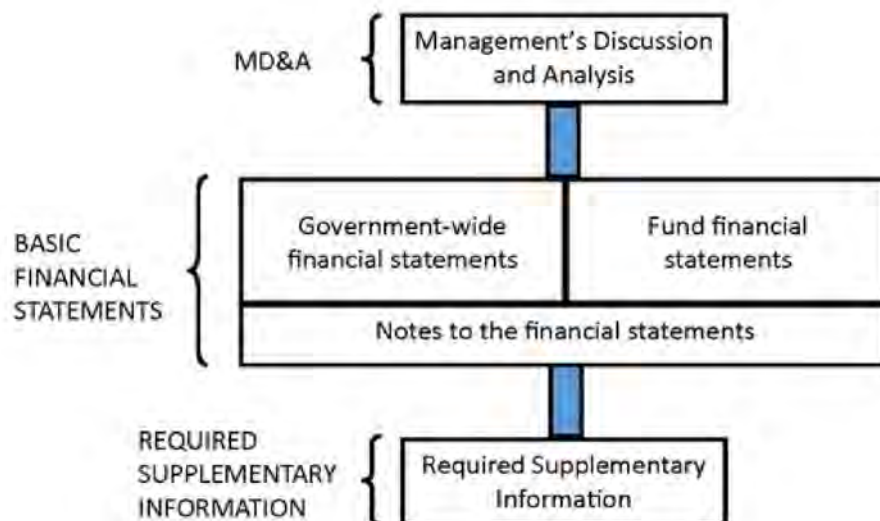 MD&A
Management's Discussion
and Analysis
BASIC
FINANCIAL
STATEMENTS
Government-wide
financial statements
Fund financial
statements
Notes to the financial statements
REQUIRED
SUPPLEMENTARY
INFORMATION
Required Supplementary
Information